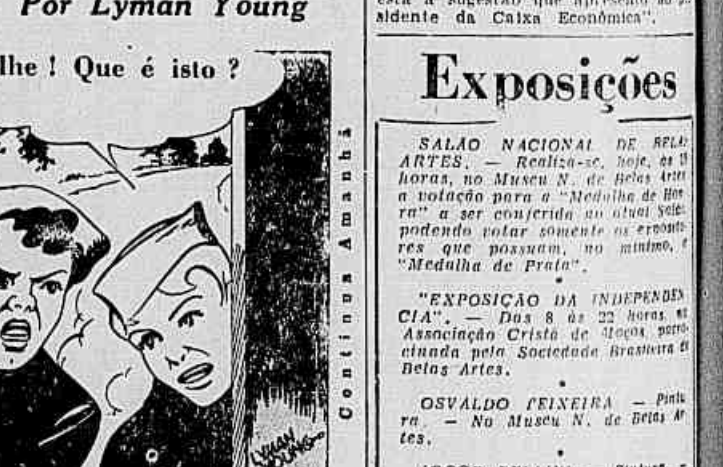 Por Lyman Young
lhe ! Que é isto ?
Continua Amanhã
LYMAN
YOUNG
sidente da Caixa Econômica".
Exposições
SALÃO NACIONAL DE BELAS
ARTES. — Realiza-se, hoje, às
horas, no Museu N. de Belas Artes
a votação para a "Medalha de Hon
ra" a ser conferida ao atual Salão
podendo votar somente os exposito
res que possuam, no mínimo, a
"Medalha de Prata".
"EXPOSIÇÃO DA INDEPENDEN
CIA". — Das 8 às 22 horas, na
Associação Cristã de Moços, patro
cinada pela Sociedade Brasileira de
Belas Artes.
OSVALDO TEIXEIRA — Pintu
ra. — No Museu N. de Belas Ar
tes.